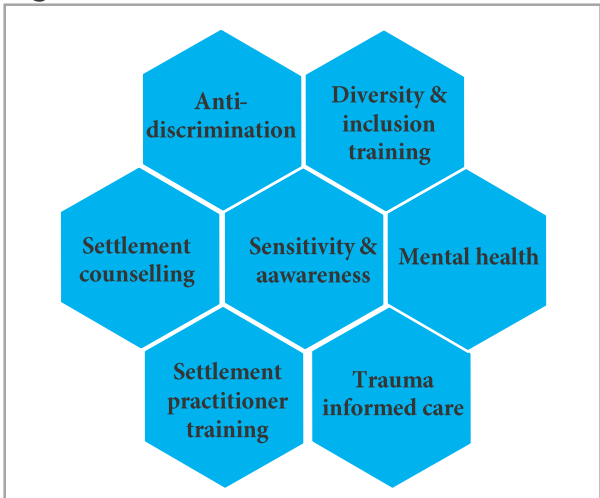 Anti-
discrimination
Diversity &
inclusion
training
Settlement
counselling
Sensitivity &
aawareness
Mental health
Settlement
practitioner
training
Trauma
informed care